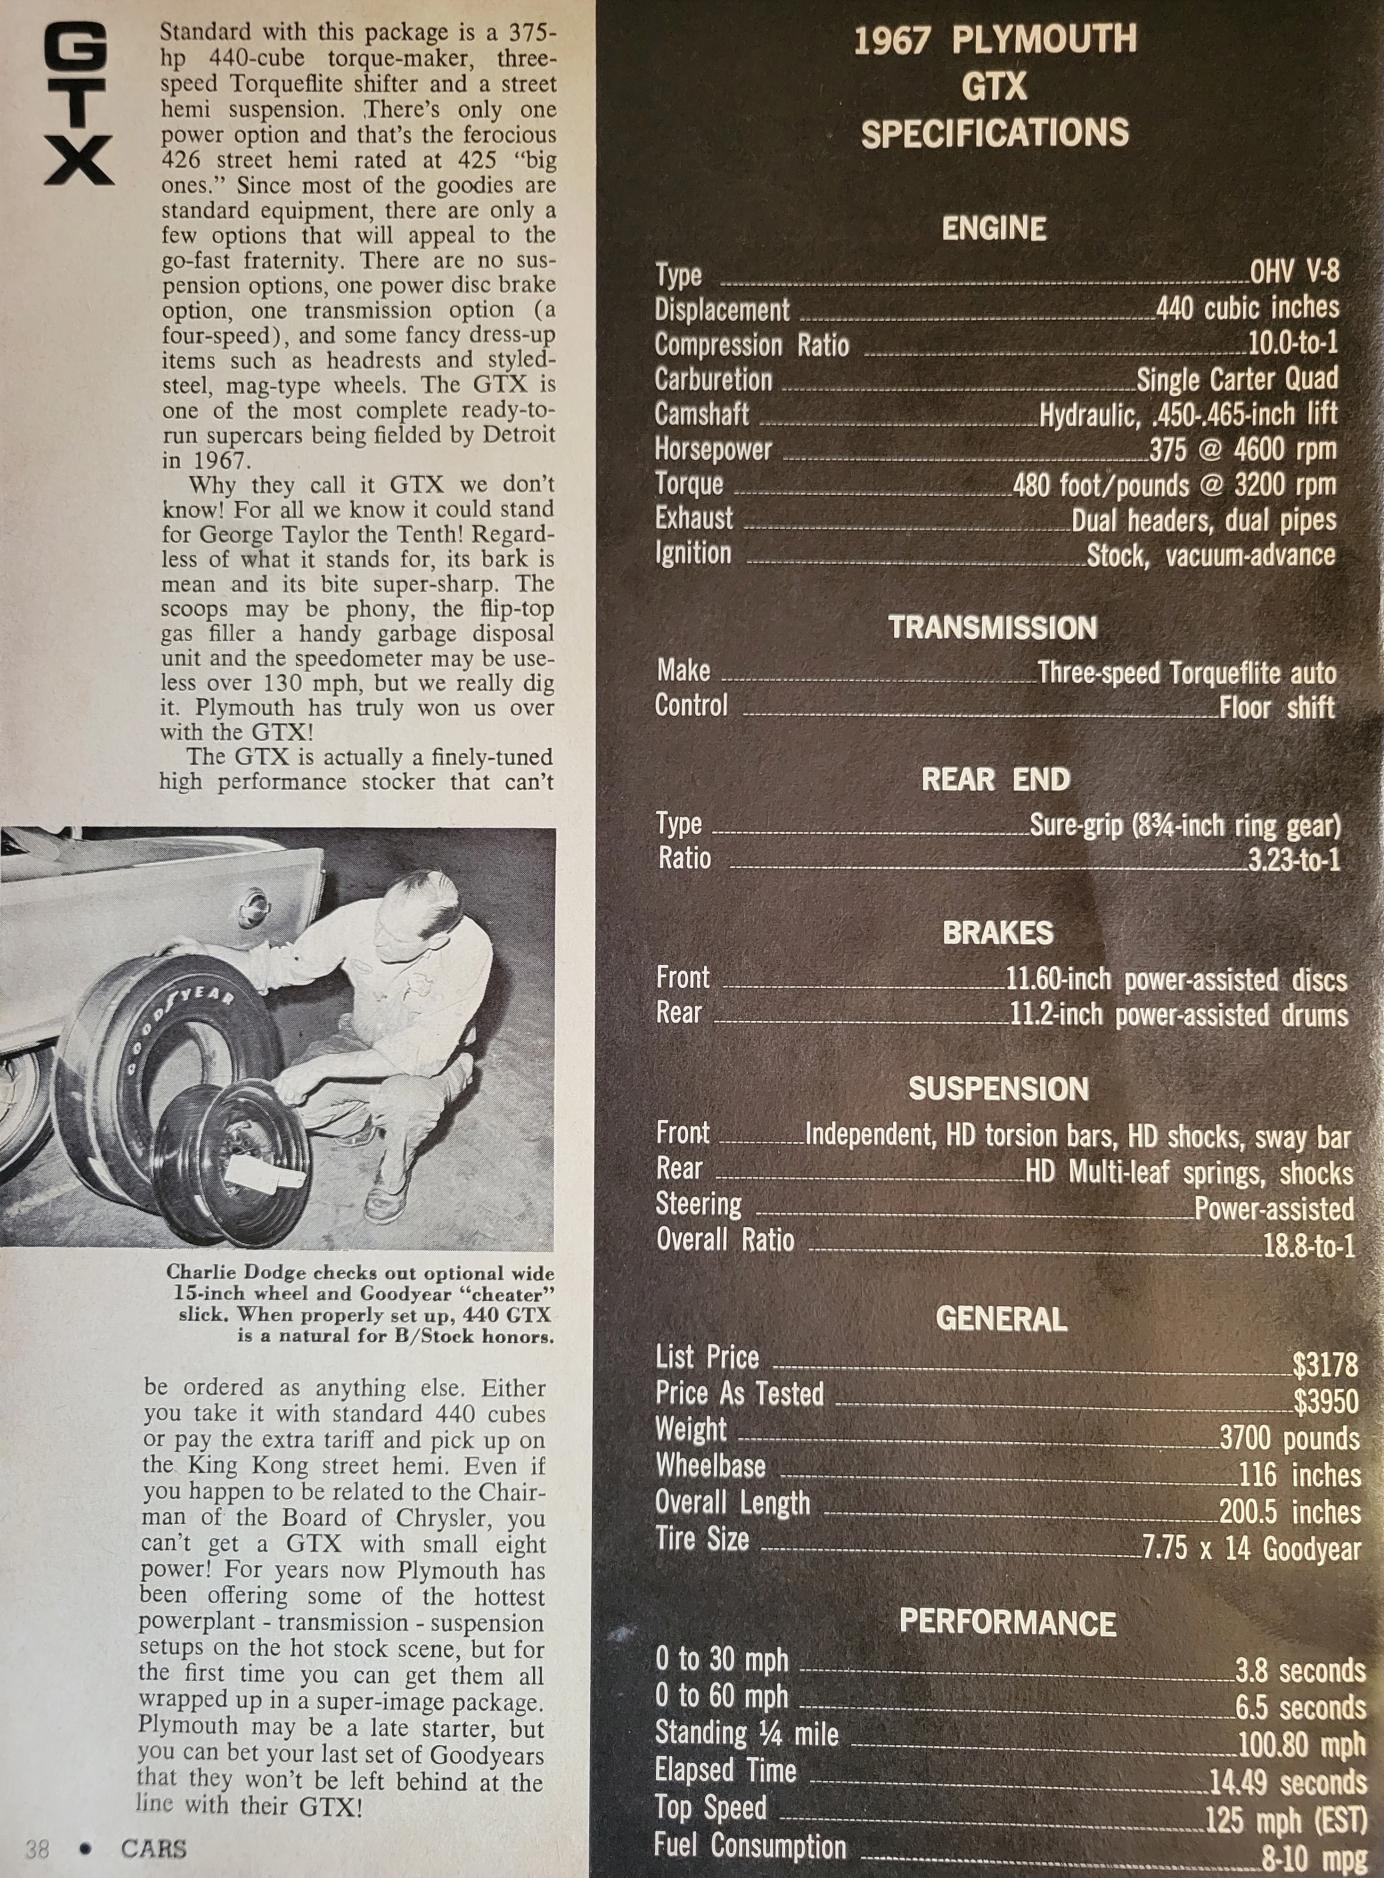 GTX
Standard with this package is a 375-
hp 440-cube torque-maker, three-
speed Torqueflite shifter and a street
hemi suspension. There's only one
power option and that's the ferocious
426 street hemi rated at 425 “big
ones.” Since most of the goodies are
standard equipment, there are only a
few options that will appeal to the
go-fast fraternity. There are no sus-
pension options, one power disc brake
option, one transmission option (a
four-speed), and some fancy dress-up
items such as headrests and styled-
steel, mag-type wheels. The GTX is
one of the most complete ready-to-
run supercars being fielded by Detroit
in 1967.
Why they call it GTX we don't
know! For all we know it could stand
for George Taylor the Tenth! Regard-
less of what it stands for, its bark is
mean and its bite super-sharp. The
scoops may be phony, the flip-top
gas filler a handy garbage disposal
unit and the speedometer may be use-
less over 130 mph, but we really dig
it. Plymouth has truly won us over
with the GTX!
The GTX is actually a finely-tuned
high performance stocker that can't
GOODYEAR
Charlie Dodge checks out optional wide
15-inch wheel and Goodyear “cheater”
slick. When properly set up, 440 GTX
is a natural for B/Stock honors.
be ordered as anything else. Either
you take it with standard 440 cubes
or pay the extra tariff and pick up on
the King Kong street hemi. Even if
you happen to be related to the Chair-
man of the Board of Chrysler, you
can't get a GTX with small eight
power! For years now Plymouth has
been offering some of the hottest
powerplant - transmission - suspension
setups on the hot stock scene, but for
the first time you can get them all
wrapped up in a super-image package.
Plymouth may be a late starter, but
you can bet your last set of Goodyears
that they won't be left behind at the
line with their GTX!
38 • CARS
1967 PLYMOUTH
GTX
SPECIFICATIONS
ENGINE
Type OHV V-8
Displacement 440 cubic inches
Compression Ratio 10.0-to-1
Carburetion Single Carter Quad
Camshaft Hydraulic, .450-.465-inch lift
Horsepower 375 @ 4600 rpm
Torque 480 foot/pounds @ 3200 rpm
Exhaust Dual headers, dual pipes
Ignition Stock, vacuum-advance
TRANSMISSION
Make Three-speed Torqueflite auto
Control Floor shift
REAR END
Type Sure-grip (8¾-inch ring gear)
Ratio 3.23-to-1
BRAKES
Front 11.60-inch power-assisted discs
Rear 11.2-inch power-assisted drums
SUSPENSION
Front Independent, HD torsion bars, HD shocks, sway bar
Rear HD Multi-leaf springs, shocks
Steering Power-assisted
Overall Ratio 18.8-to-1
GENERAL
List Price $3178
Price As Tested $3950
Weight 3700 pounds
Wheelbase 116 inches
Overall Length 200.5 inches
Tire Size 7.75 x 14 Goodyear
PERFORMANCE
0 to 30 mph 3.8 seconds
0 to 60 mph 6.5 seconds
Standing ¼ mile 100.80 mph
Elapsed Time 14.49 seconds
Top Speed 125 mph (EST)
Fuel Consumption 8-10 mpg